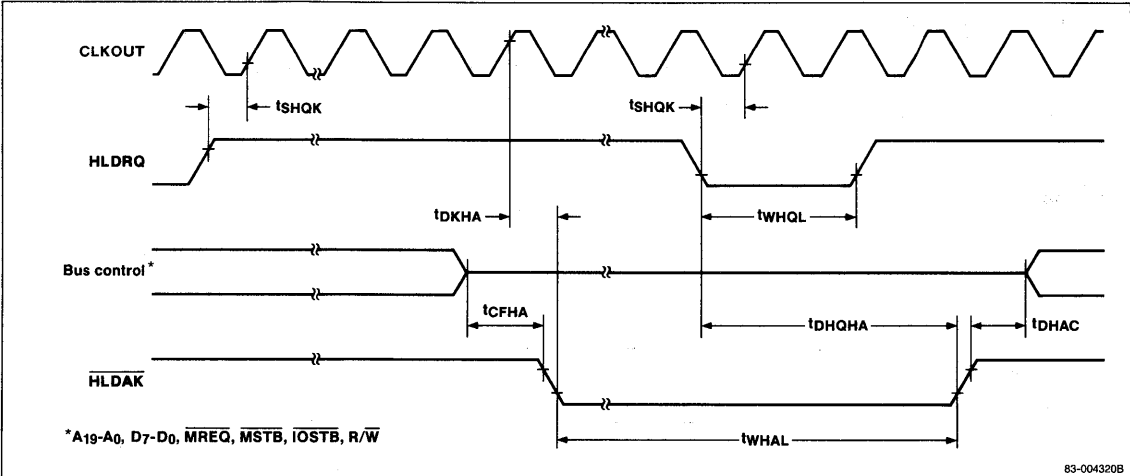 CLKOUT
tSHQK
tSHQK
HLDRQ
tDKHA
tWHQL
Bus control*
tCFHA
tDHQHA
tDHAC
HLDAK
*A19-A0, D7-D0, MREQ, MSTB, IOSTB, R/W
tWHAL
83-004320B